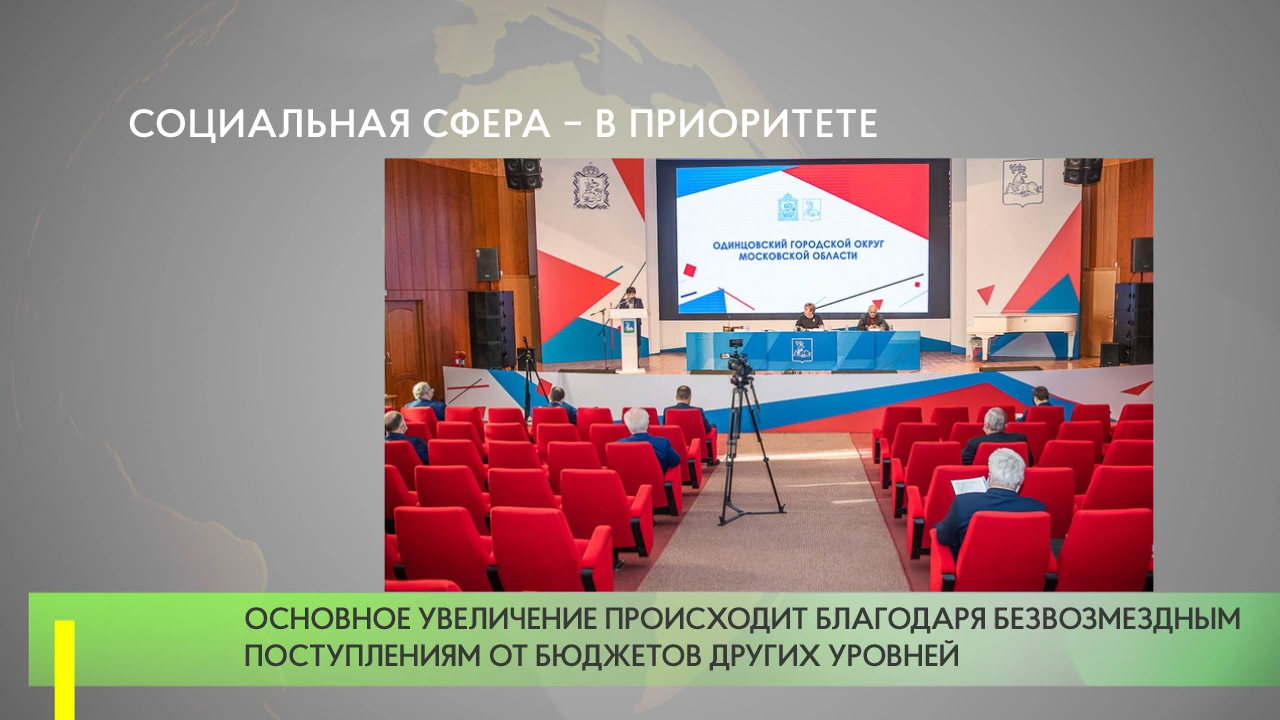 СОЦИАЛЬНАЯ СФЕРА – В ПРИОРИТЕТЕ
ОДИНЦОВСКИЙ ГОРОДСКОЙ ОКРУГ
МОСКОВСКОЙ ОБЛАСТИ
ОСНОВНОЕ УВЕЛИЧЕНИЕ ПРОИСХОДИТ БЛАГОДАРЯ БЕЗВОЗМЕЗДНЫМ
ПОСТУПЛЕНИЯМ ОТ БЮДЖЕТОВ ДРУГИХ УРОВНЕЙ